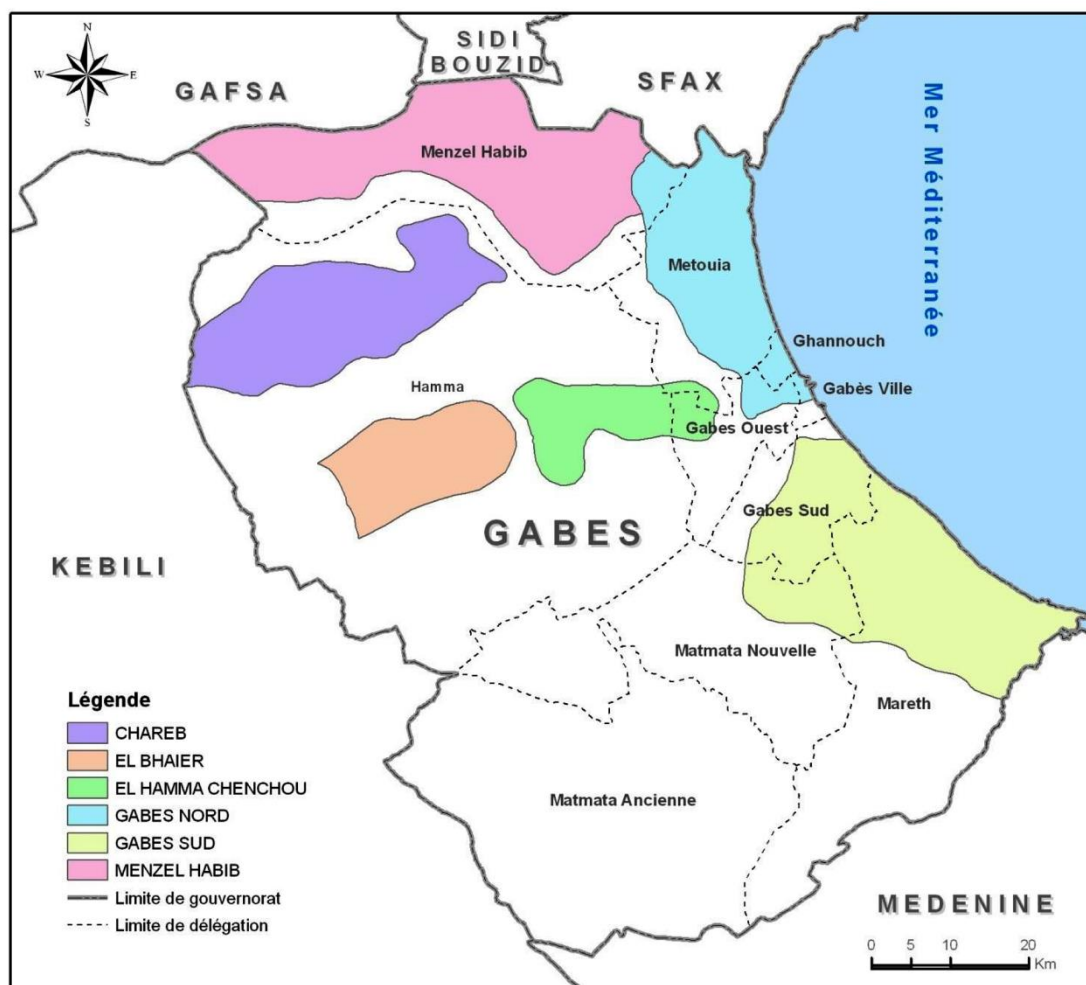 N
W
E
S
SIDI
BOUZID
GAFSA
SFAX
Mer Méditerranée
Menzel Habib
Metouia
Ghannouch
Gabès Ville
Hamma
Gabes Ouest
Gabes Sud
GABES
KEBILI
Matmata Nouvelle
Mareth
Matmata Ancienne
MEDENINE
Légende
CHAREB
EL BHAIER
EL HAMMA CHENCHOU
GABES NORD
GABES SUD
MENZEL HABIB
Limite de gouvernorat
Limite de délégation
0 5 10 20
Km